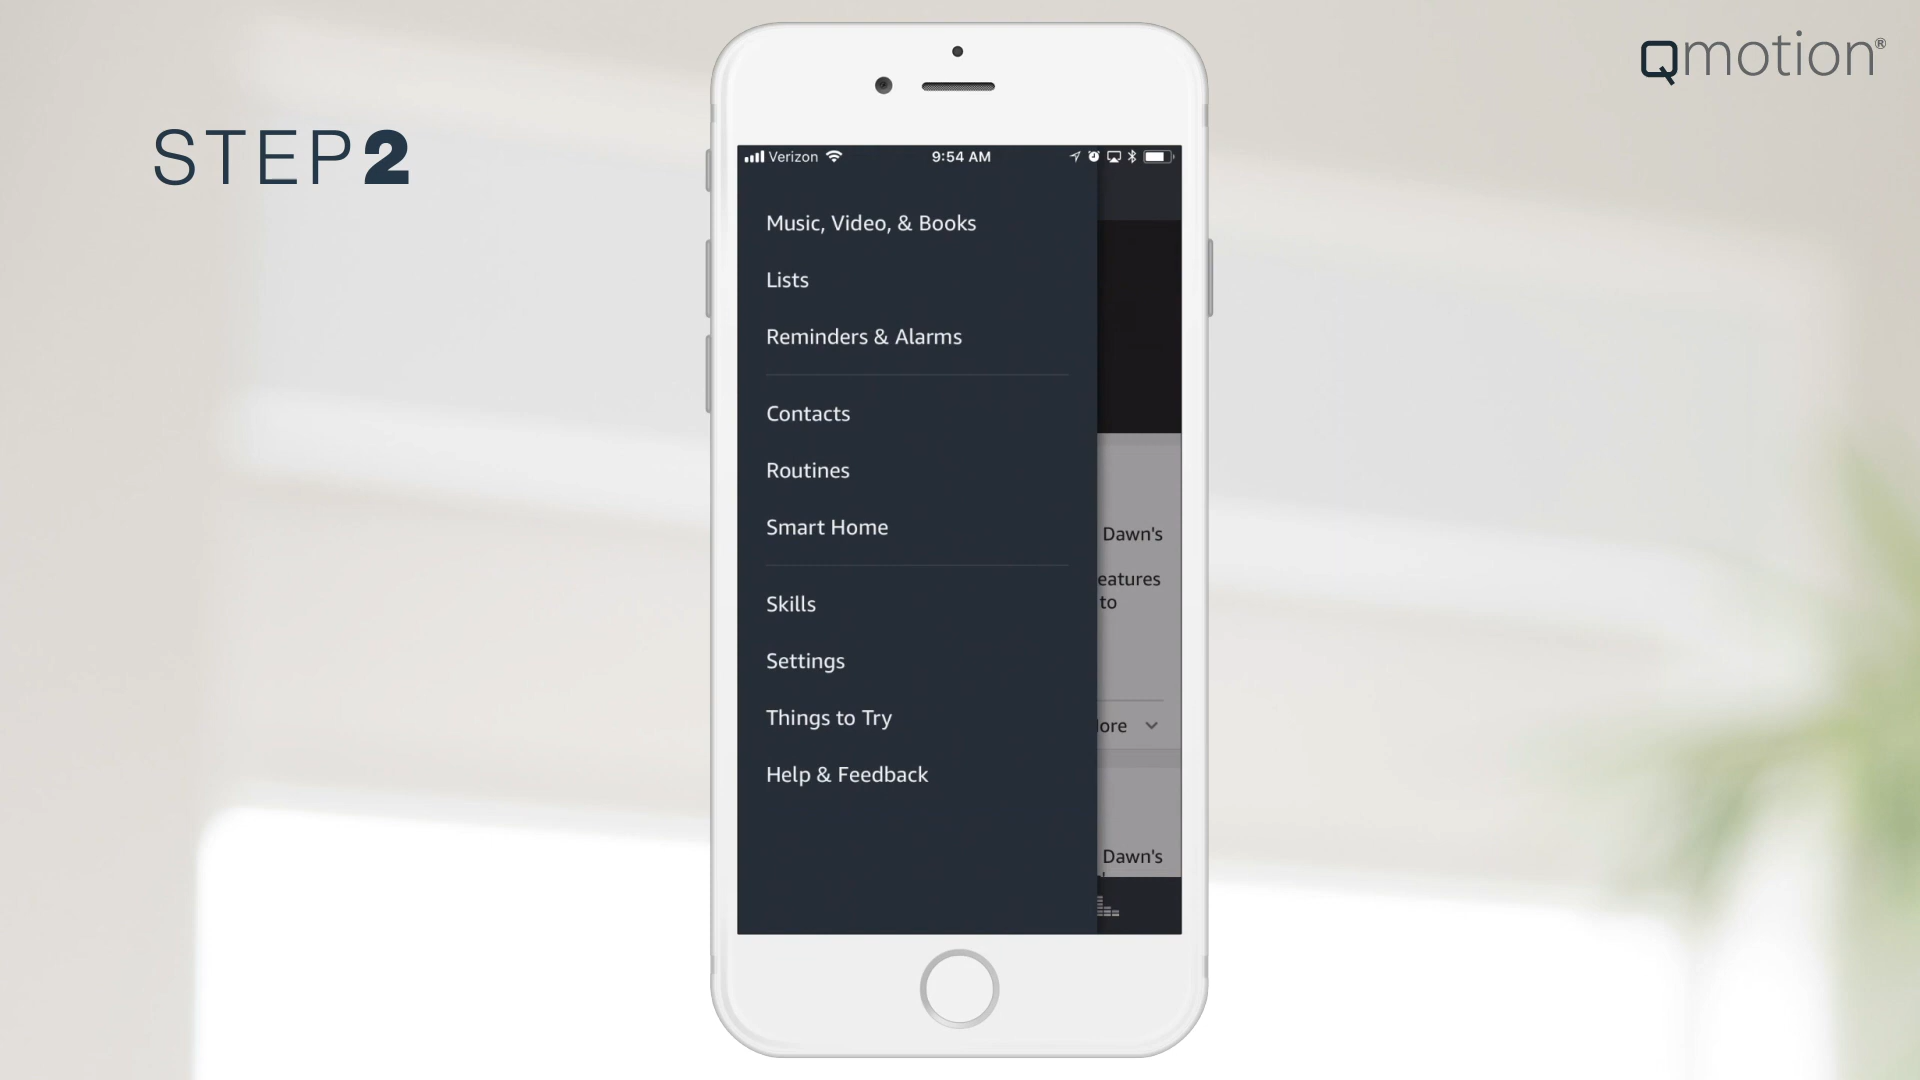 Qmotion®
STEP2
Verizon 9:54 AM
Music, Video, & Books
Lists
Reminders & Alarms
Contacts
Routines
Smart Home
Skills
Settings
Things to Try
Help & Feedback
Dawn's
eatures
to
ore
Dawn's